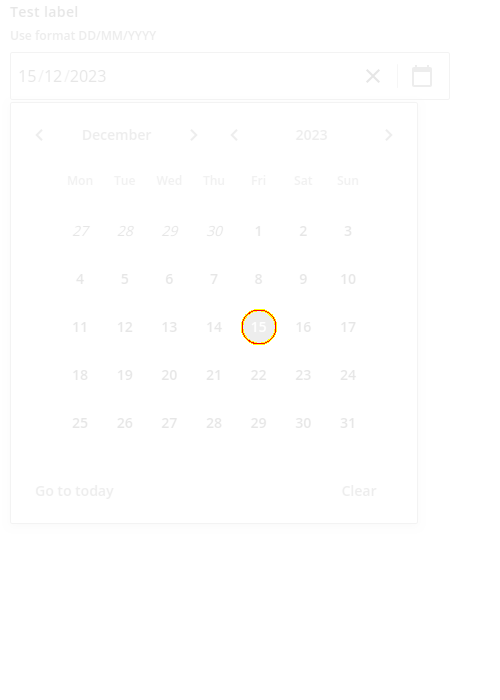 Test label
Use format DD/MM/YYYY
15/12/2023
December 2023
Mon Tue Wed Thu Fri Sat Sun
27 28 29 30 1 2 3
4 5 6 7 8 9 10
11 12 13 14 15 16 17
18 19 20 21 22 23 24
25 26 27 28 29 30 31
Go to today Clear